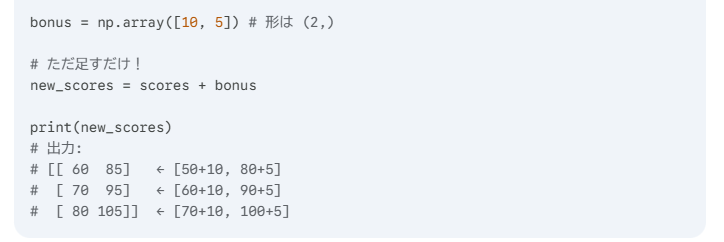 bonus = np.array([10, 5]) # 形は (2,)
# ただ足すだけ！
new_scores = scores + bonus
print(new_scores)
# 出力:
# [[ 60  85]   ← [50+10, 80+5]
#  [ 70  95]   ← [60+10, 90+5]
#  [ 80 105]]  ← [70+10, 100+5]